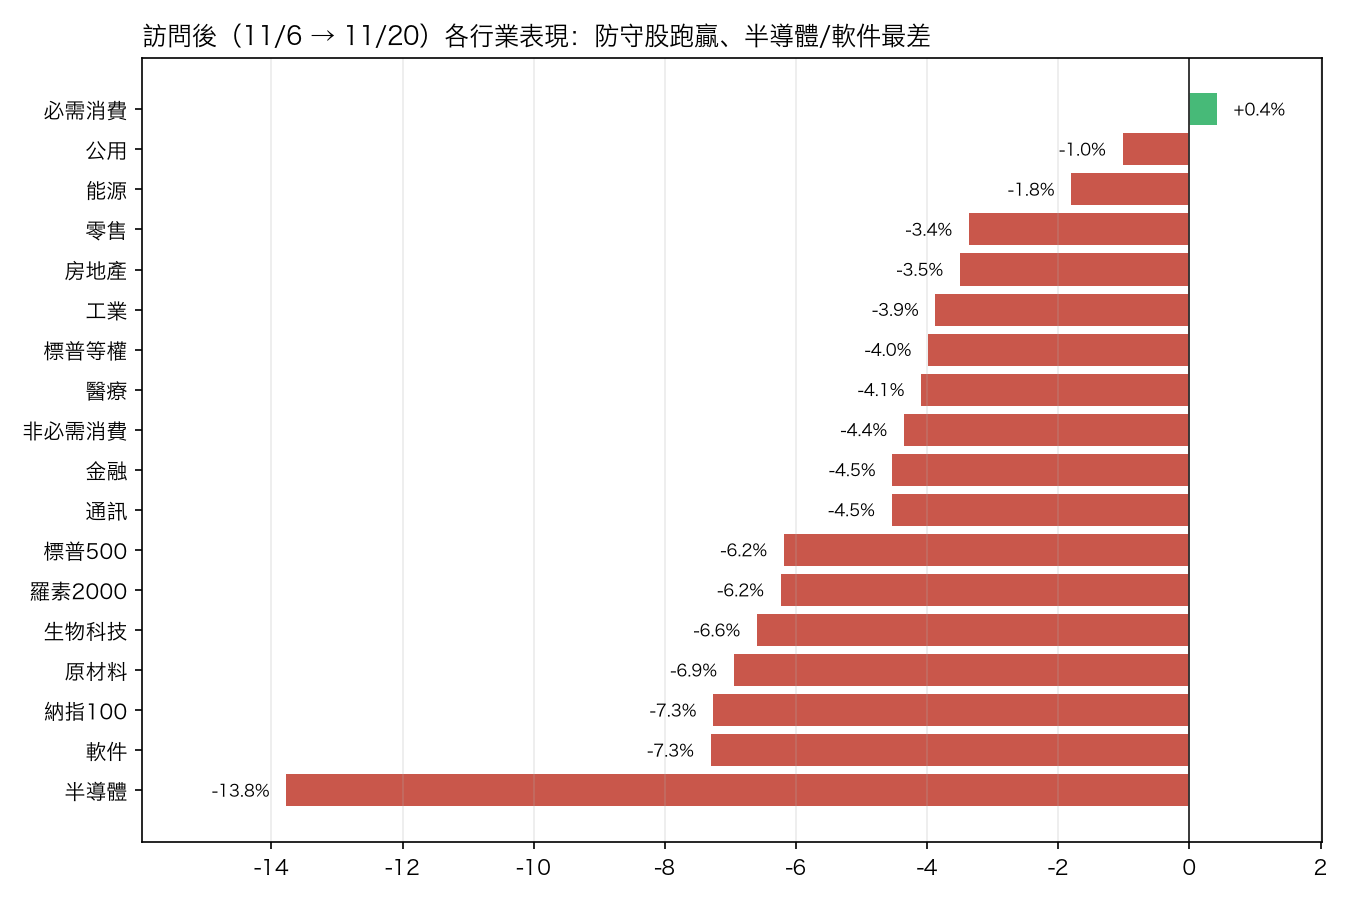 訪問後（11/6 → 11/20）各行業表現：防守股跑贏、半導體/軟件最差
必需消費 +0.4%
公用 -1.0%
能源 -1.8%
零售 -3.4%
房地產 -3.5%
工業 -3.9%
標普等權 -4.0%
醫療 -4.1%
非必需消費 -4.4%
金融 -4.5%
通訊 -4.5%
標普500 -6.2%
羅素2000 -6.2%
生物科技 -6.6%
原材料 -6.9%
納指100 -7.3%
軟件 -7.3%
半導體 -13.8%
-14 -12 -10 -8 -6 -4 -2 0 2